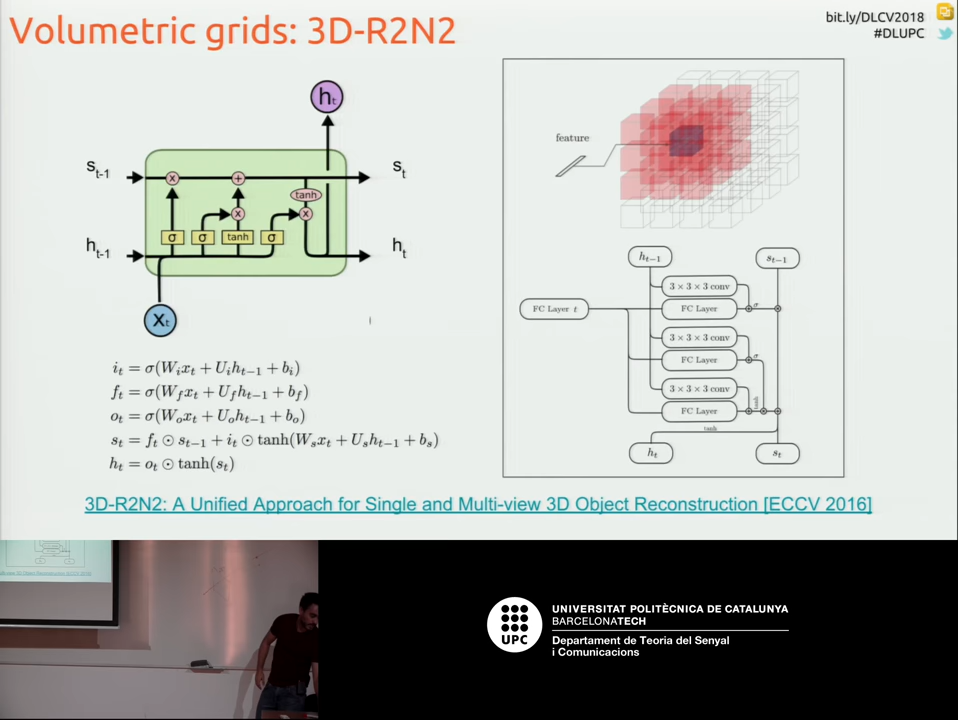 Volumetric grids: 3D-R2N2
bit.ly/DLCV2018
#DLUPC
h_t
s_{t-1}
s_t
x
+
tanh
x
x
σ
σ
tanh
σ
h_{t-1}
h_t
X_t
i_t = σ(W_i x_t + U_i h_{t−1} + b_i)
f_t = σ(W_f x_t + U_f h_{t−1} + b_f)
o_t = σ(W_o x_t + U_o h_{t−1} + b_o)
s_t = f_t ⊙ s_{t−1} + i_t ⊙ tanh(W_s x_t + U_s h_{t−1} + b_s)
h_t = o_t ⊙ tanh(s_t)
feature
h_{t−1}
s_{t−1}
3 × 3 × 3 conv
σ
FC Layer t
FC Layer
3 × 3 × 3 conv
σ
FC Layer
3 × 3 × 3 conv
tanh
FC Layer
tanh
h_t
s_t
3D-R2N2: A Unified Approach for Single and Multi-view 3D Object Reconstruction [ECCV 2016]
UPC
UNIVERSITAT POLITÈCNICA DE CATALUNYA
BARCELONATECH
Departament de Teoria del Senyal
i Comunicacions